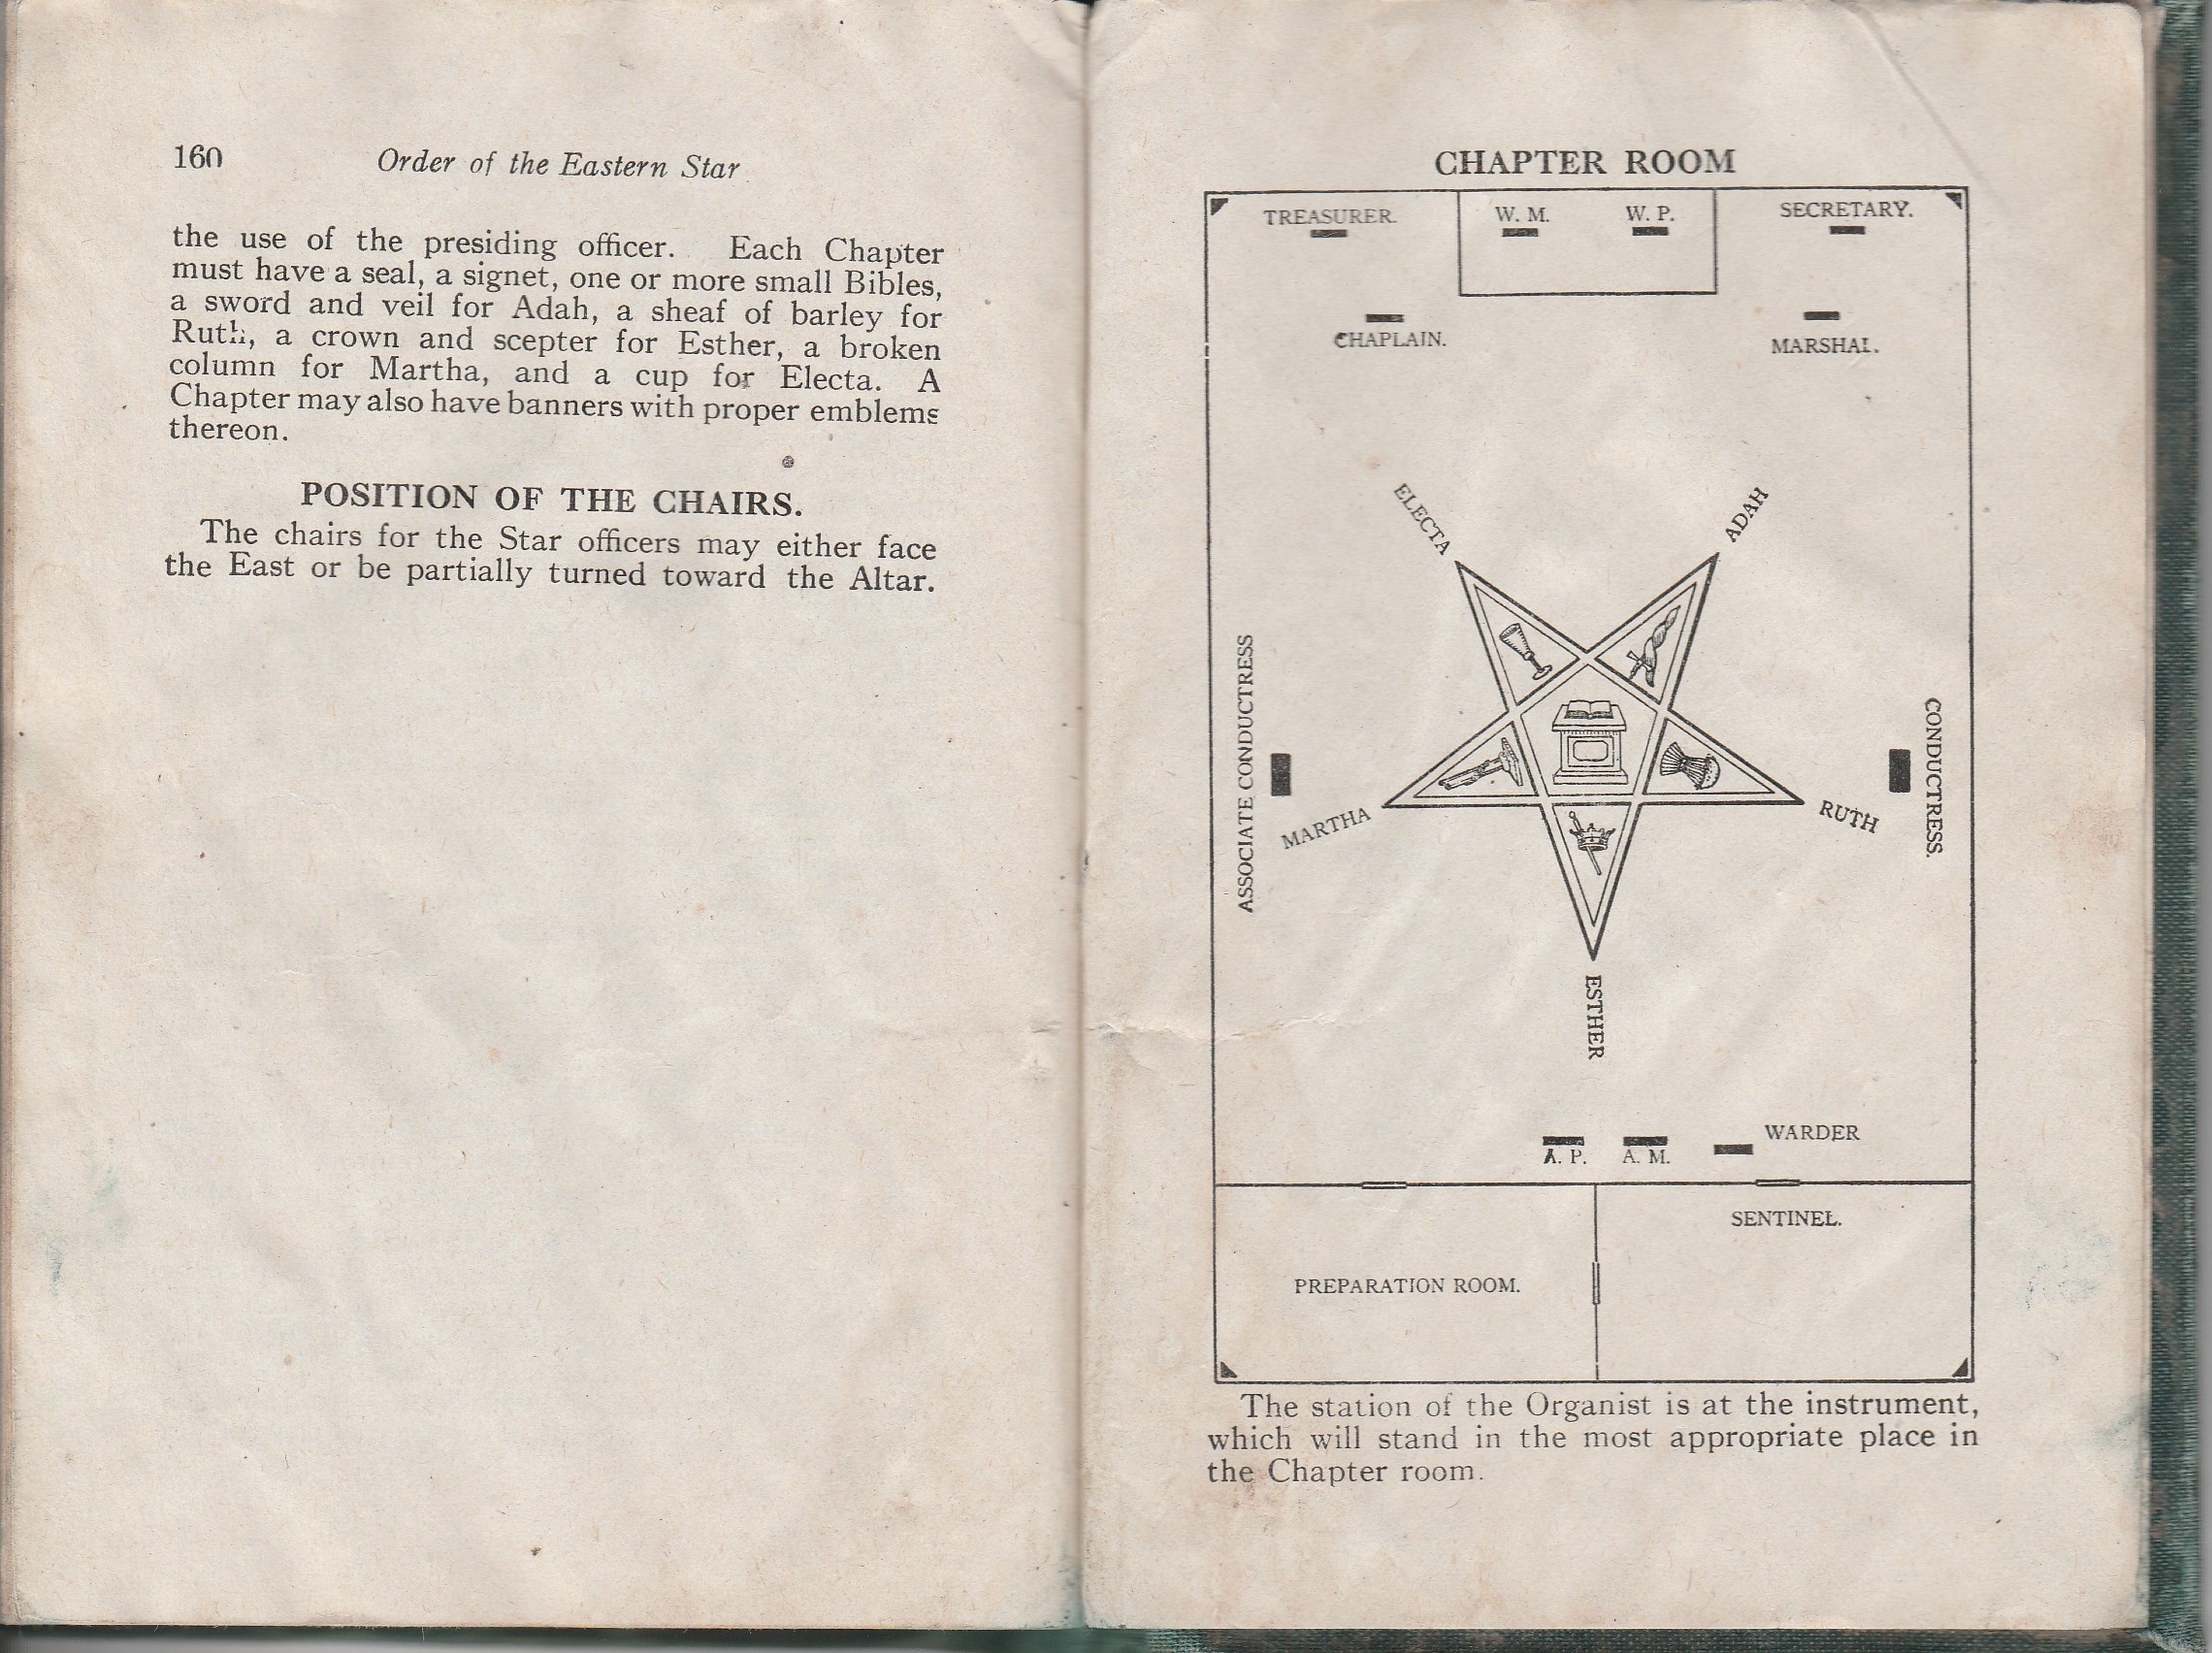 160 Order of the Eastern Star
the use of the presiding officer. Each Chapter
must have a seal, a signet, one or more small Bibles,
a sword and veil for Adah, a sheaf of barley for
Ruth, a crown and scepter for Esther, a broken
column for Martha, and a cup for Electa. A
Chapter may also have banners with proper emblems
thereon.
POSITION OF THE CHAIRS.
The chairs for the Star officers may either face
the East or be partially turned toward the Altar.
CHAPTER ROOM
TREASURER.
W. M.
W. P.
SECRETARY.
CHAPLAIN.
MARSHAL.
ELECTA
ADAH
ASSOCIATE CONDUCTRESS
CONDUCTRESS.
MARTHA
RUTH
ESTHER
A. P.
A. M.
WARDER
SENTINEL.
PREPARATION ROOM.
The station of the Organist is at the instrument,
which will stand in the most appropriate place in
the Chapter room.